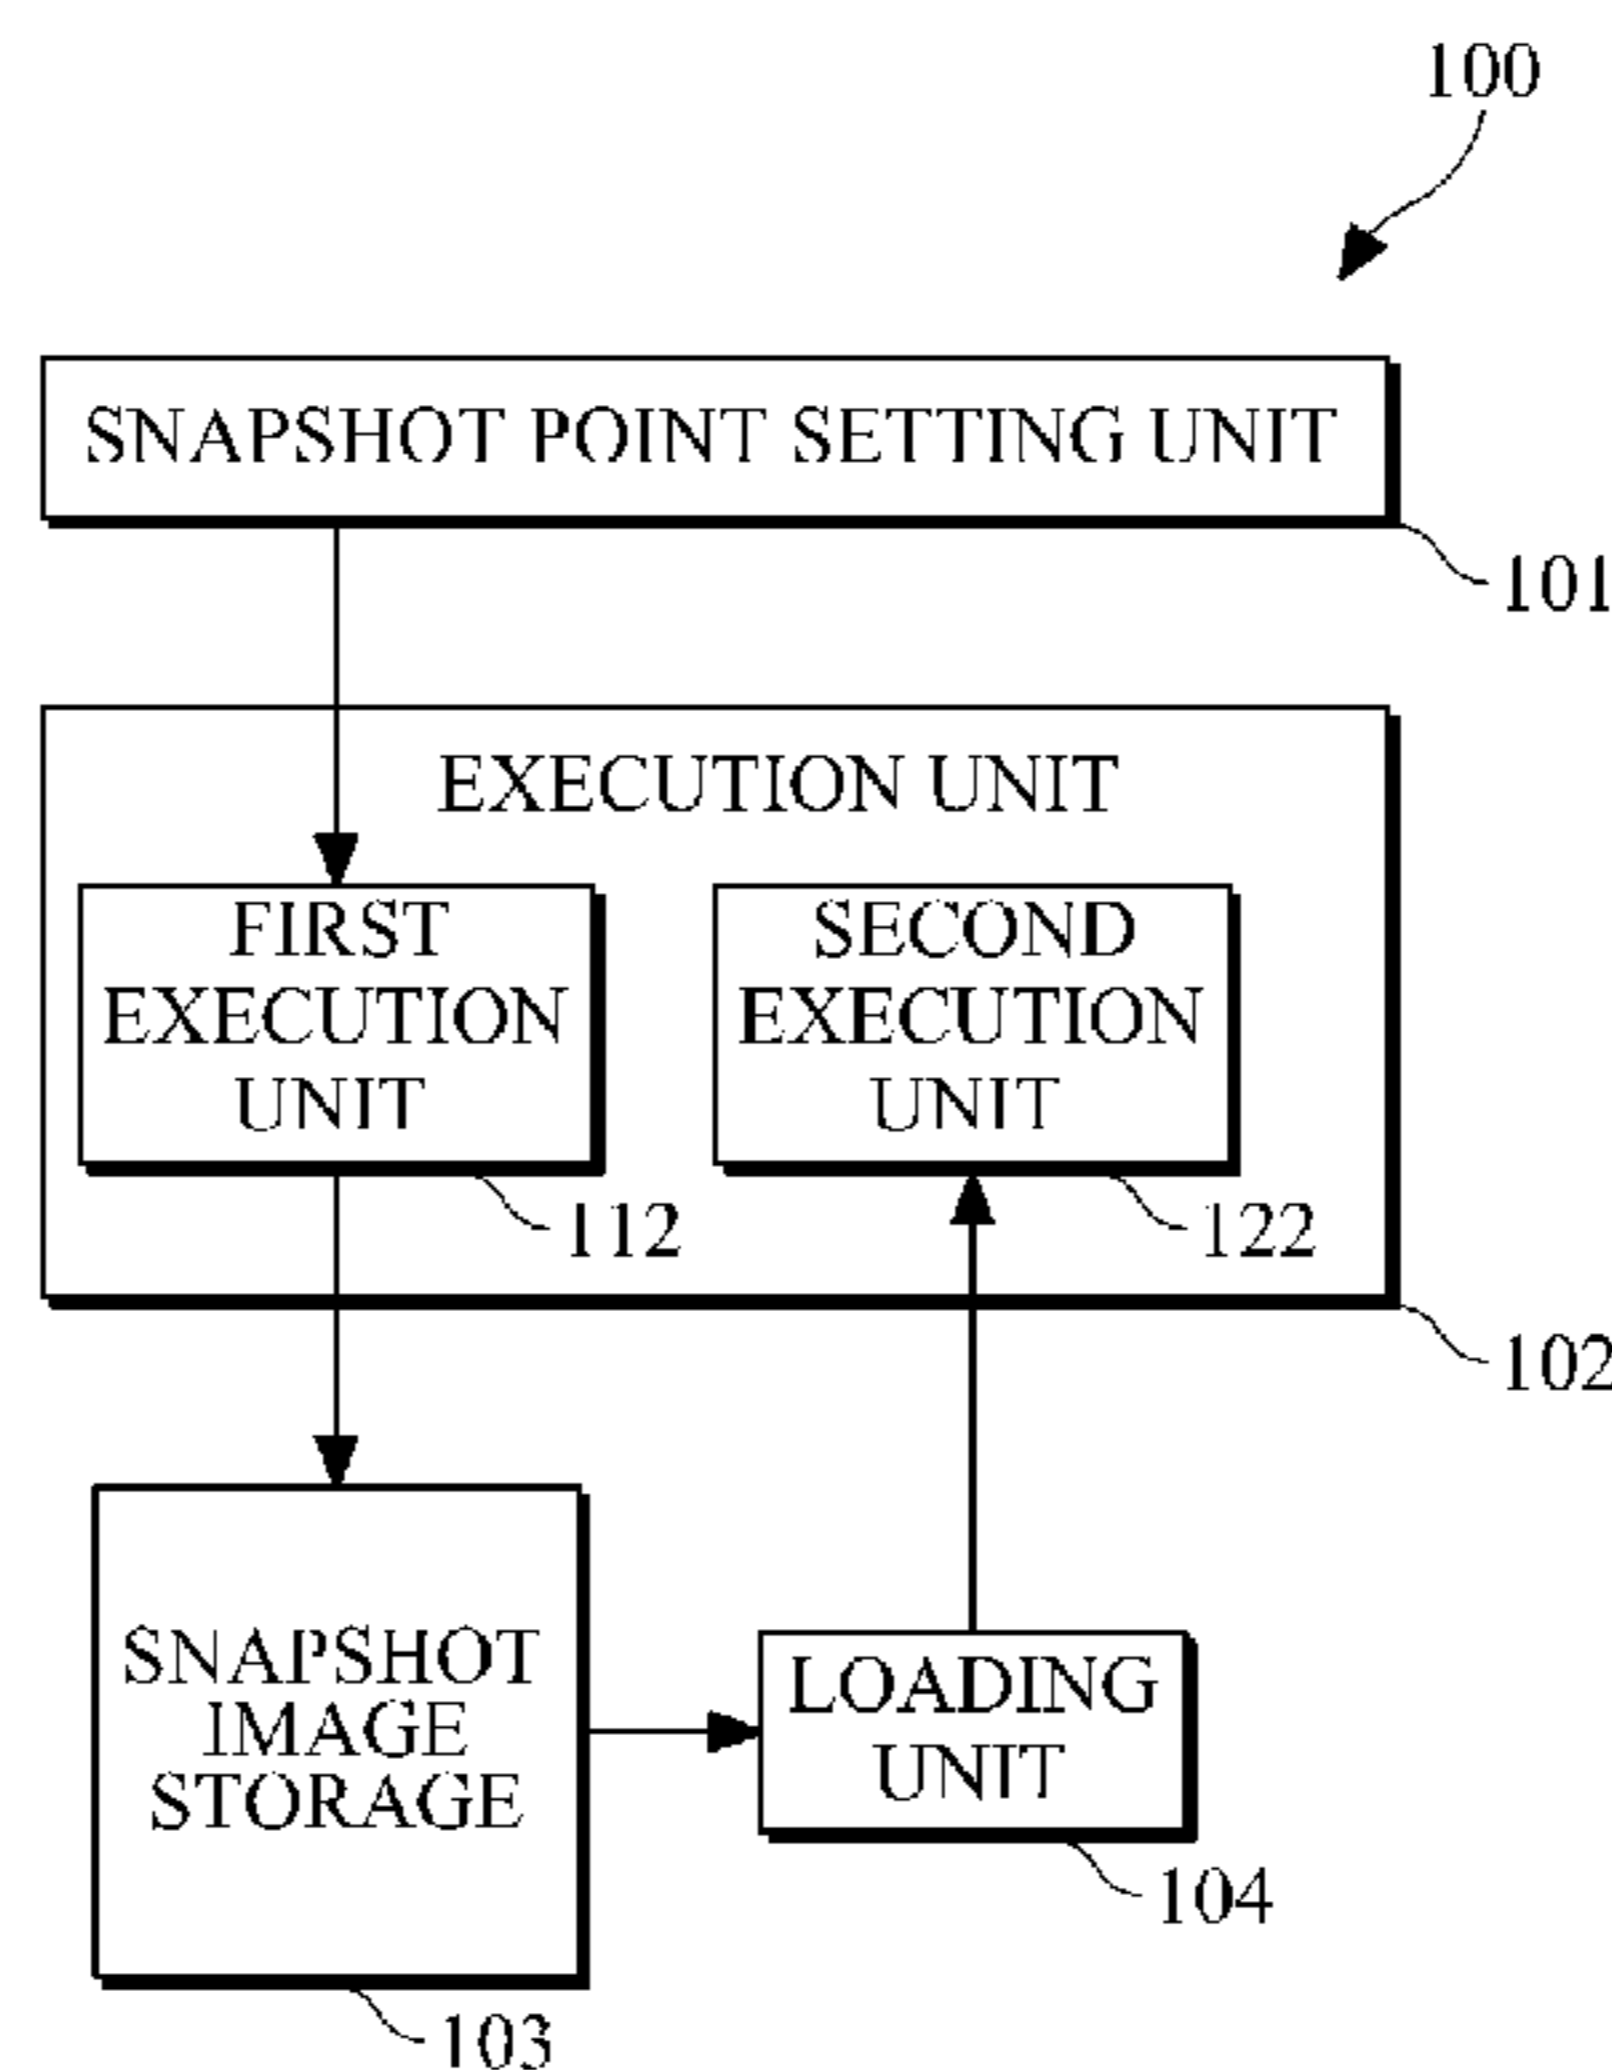 100
SNAPSHOT POINT SETTING UNIT
101
EXECUTION UNIT
FIRST
EXECUTION
UNIT
112
SECOND
EXECUTION
UNIT
122
102
SNAPSHOT
IMAGE
STORAGE
103
LOADING
UNIT
104